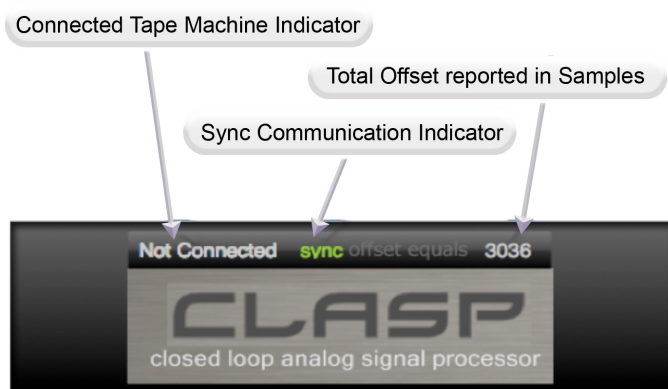 Connected Tape Machine Indicator
Total Offset reported in Samples
Sync Communication Indicator
Not Connected sync offset equals 3036
CLASP
closed loop analog signal processor